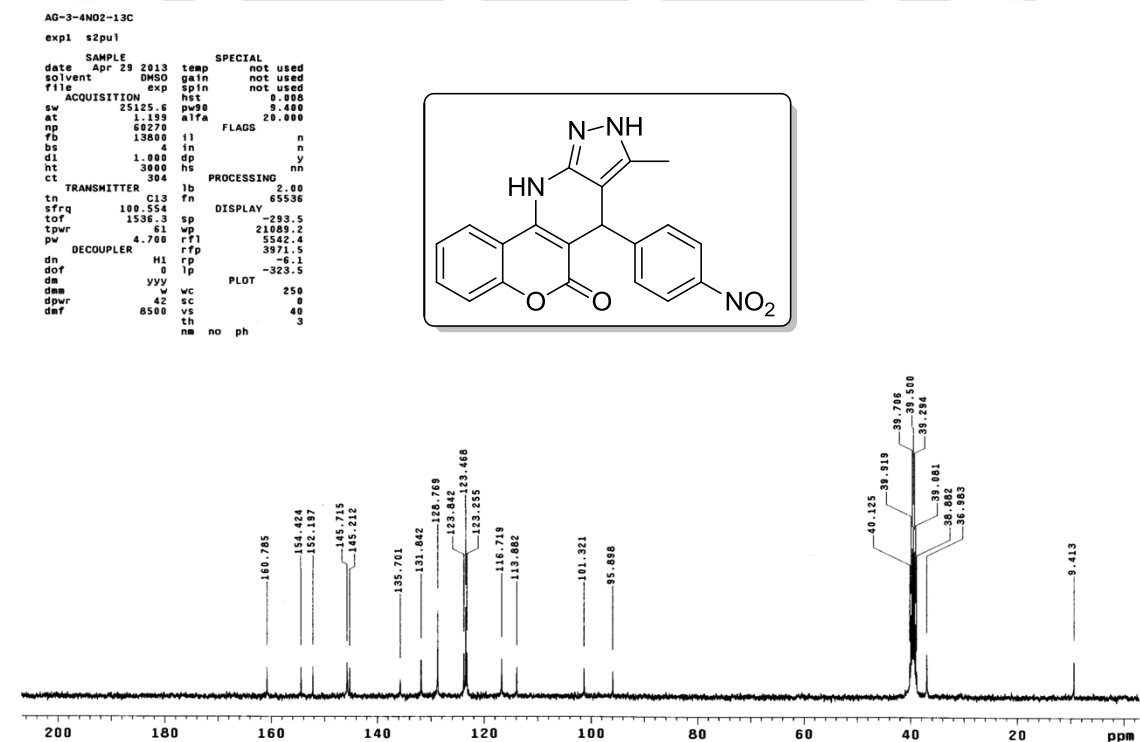 AG-3-4NO2-13C
exp1 s2pul
SAMPLE SPECIAL
date Apr 29 2013 temp not used
solvent DMSO gain not used
file exp spin not used
ACQUISITION hst 0.008
sw 25125.6 pw90 9.400
at 1.199 alfa 20.000
np 60270 FLAGS
fb 13800 il n
bs 4 in n
d1 1.000 dp y
nt 3000 hs nn
ct 304 PROCESSING
TRANSMITTER lb 2.00
tn C13 fn 65536
sfrq 100.554 DISPLAY
tof 1536.3 sp -293.5
tpwr 61 wp 21089.2
pw 4.700 rfl 5542.4
DECOUPLER rfp 3971.5
dn H1 rp -6.1
dof 0 lp -323.5
dm yyy PLOT
dmm w wc 250
dpwr 42 sc 0
dmf 8500 vs 40
th 3
nm no ph
N NH
HN
O O
NO2
160.785
154.424
152.197
145.715
145.212
135.701
131.842
128.769
123.842
123.468
123.255
116.719
113.882
101.321
95.898
40.125
39.919
39.706
39.500
39.294
39.081
38.882
36.983
9.413
200 180 160 140 120 100 80 60 40 20 ppm